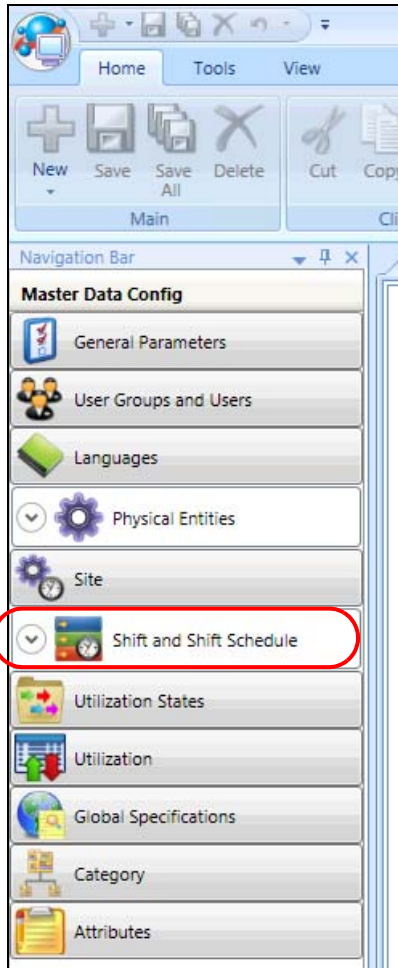 Home Tools View
New Save Save All Delete Cut
Main
Navigation Bar
Master Data Config
General Parameters
User Groups and Users
Languages
Physical Entities
Site
Shift and Shift Schedule
Utilization States
Utilization
Global Specifications
Category
Attributes